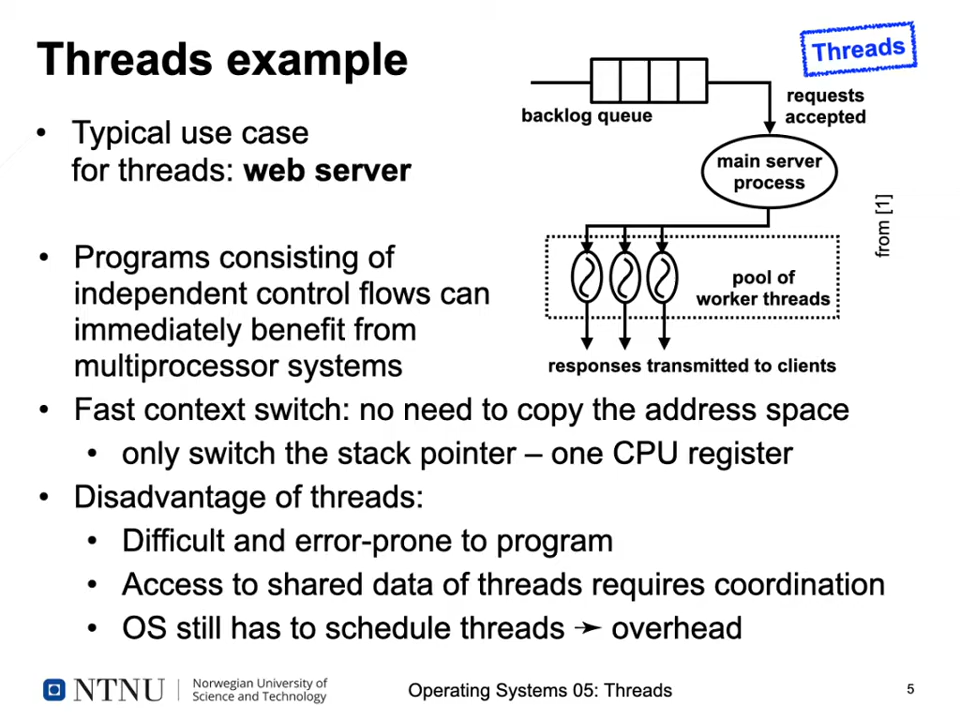 Threads example
Threads
backlog queue
requests
accepted
main server
process
from [1]
pool of
worker threads
responses transmitted to clients
• Typical use case
for threads: web server
• Programs consisting of
independent control flows can
immediately benefit from
multiprocessor systems
• Fast context switch: no need to copy the address space
• only switch the stack pointer – one CPU register
• Disadvantage of threads:
• Difficult and error-prone to program
• Access to shared data of threads requires coordination
• OS still has to schedule threads ➛ overhead
NTNU
Norwegian University of
Science and Technology
Operating Systems 05: Threads
5